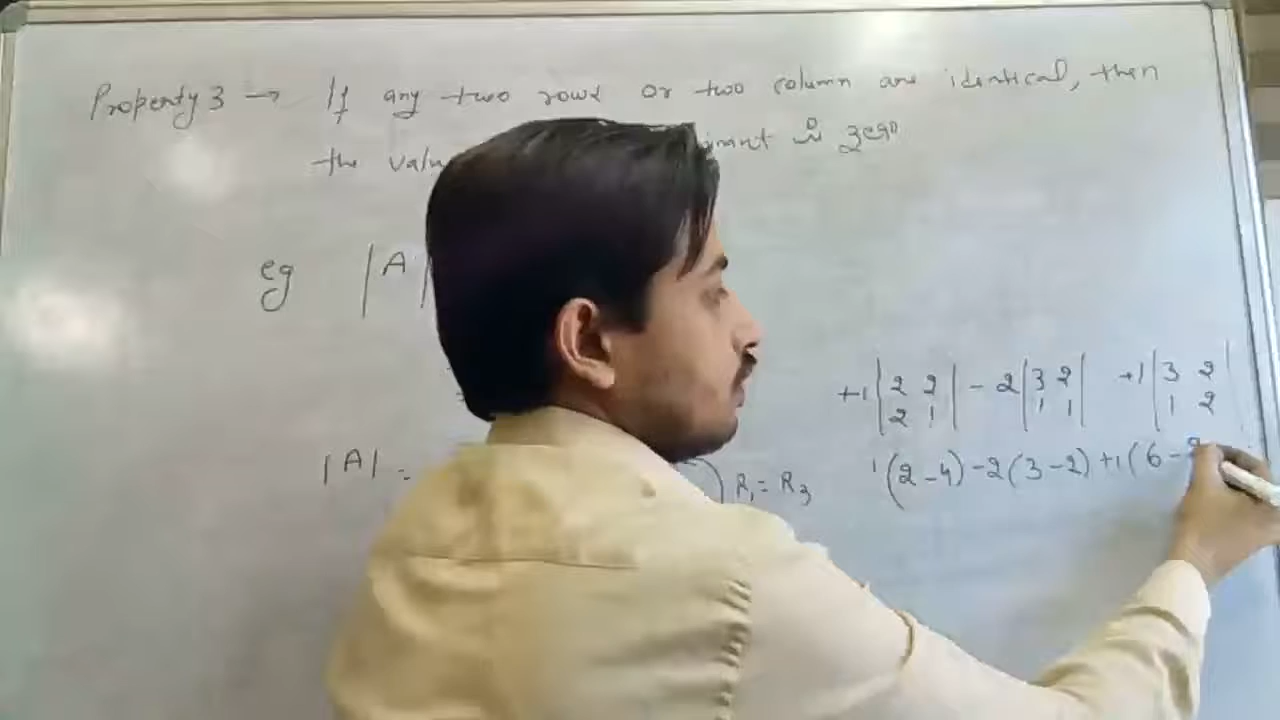 Property 3 → If any two rows or two column are identical, then
the valu inant is zero
eg |A|
+1 |2 2| - 2 |3 2| +1 |3 2|
|2 1| |1 1| |1 2|
|A| = R₁ = R₃ 1(2-4) -2(3-2) +1(6-2